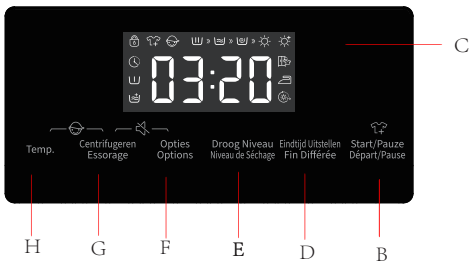 C
03:20
Temp.
Centrifugeren
Essorage
Opties
Options
Droog Niveau
Niveau de Séchage
Eindtijd Uitstellen
Fin Différée
Start/Pauze
Départ/Pause
H
G
F
E
D
B